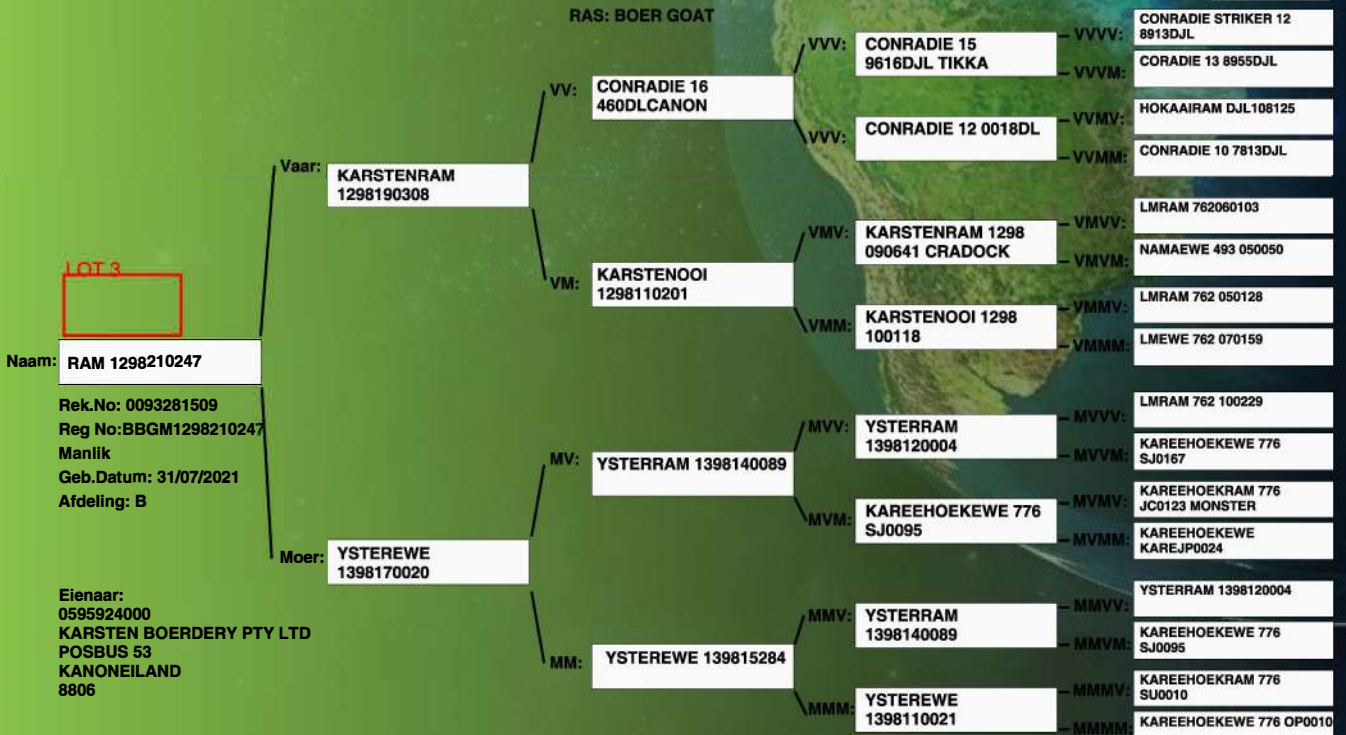 RAS: BOER GOAT
LOT 3
Naam: RAM 1298210247
Rek.No: 0093281509
Reg No:BBGM1298210247
Manlik
Geb.Datum: 31/07/2021
Afdeling: B
Eienaar:
0595924000
KARSTEN BOERDERY PTY LTD
POSBUS 53
KANONEILAND
8806
Vaar: KARSTENRAM
1298190308
Moer: YSTEREWE
1398170020
VV: CONRADIE 16
460DLCANON
VM: KARSTENOOI
1298110201
MV: YSTERRAM 1398140089
MM: YSTEREWE 139815284
VVV: CONRADIE 15
9616DJL TIKKA
VVV: CONRADIE 12 0018DL
VMV: KARSTENRAM 1298
090641 CRADOCK
VMM: KARSTENOOI 1298
100118
MVV: YSTERRAM
1398120004
MVM: KAREEHOEKEWE 776
SJ0095
MMV: YSTERRAM
1398140089
MMM: YSTEREWE
1398110021
VVVV: CONRADIE STRIKER 12
8913DJL
VVVM: CORADIE 13 8955DJL
VVMV: HOKAAIRAM DJL108125
VVMM: CONRADIE 10 7813DJL
VMVV: LMRAM 762060103
VMVM: NAMAEWE 493 050050
VMMV: LMRAM 762 050128
VMMM: LMEWE 762 070159
MVVV: LMRAM 762 100229
MVVM: KAREEHOEKEWE 776
SJ0167
MVMV: KAREEHOEKRAM 776
JC0123 MONSTER
MVMM: KAREEHOEKEWE
KAREJP0024
MMVV: YSTERRAM 1398120004
MMVM: KAREEHOEKEWE 776
SJ0095
MMMV: KAREEHOEKRAM 776
SU0010
MMMM: KAREEHOEKEWE 776 OP0010